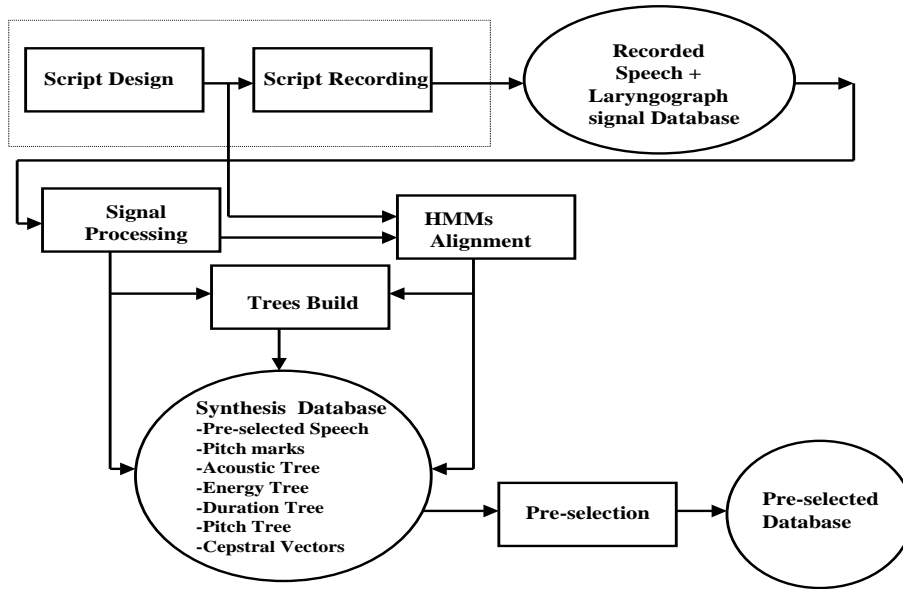 Script Design
Script Recording
Recorded
Speech +
Laryngograph
signal Database
Signal
Processing
HMMs
Alignment
Trees Build
Synthesis Database
-Pre-selected Speech
-Pitch marks
-Acoustic Tree
-Energy Tree
-Duration Tree
-Pitch Tree
-Cepstral Vectors
Pre-selection
Pre-selected
Database